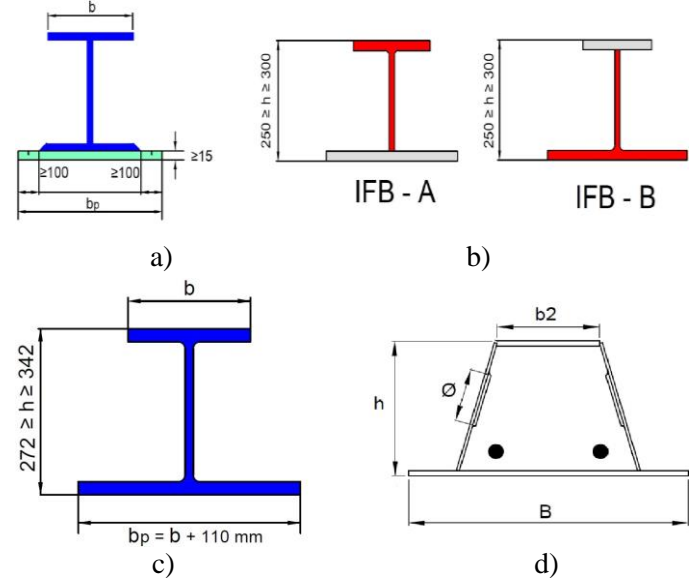 b
≥15
≥100 ≥100
bp
a)
250 ≥ h ≥ 300
IFB - A
250 ≥ h ≥ 300
IFB - B
b)
b
272 ≥ h ≥ 342
bp = b + 110 mm
c)
b2
h
Ø
B
d)